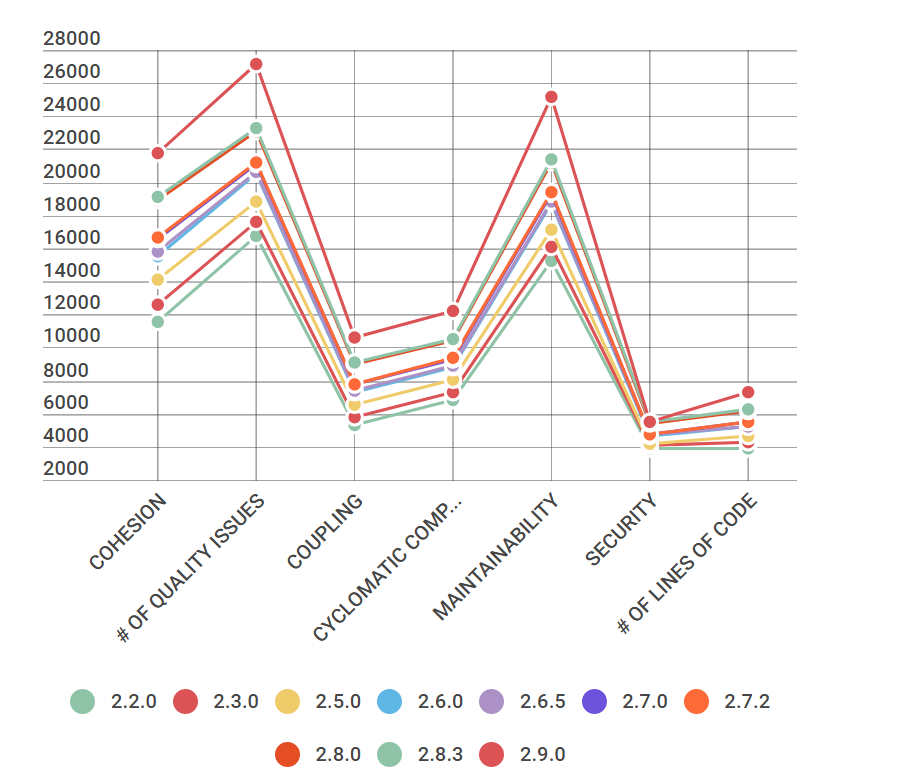 28000
26000
24000
22000
20000
18000
16000
14000
12000
10000
8000
6000
4000
2000
COHESION
# OF QUALITY ISSUES
COUPLING
CYCLOMATIC COMP...
MAINTAINABILITY
SECURITY
# OF LINES OF CODE
2.2.0 2.3.0 2.5.0 2.6.0 2.6.5 2.7.0 2.7.2
2.8.0 2.8.3 2.9.0